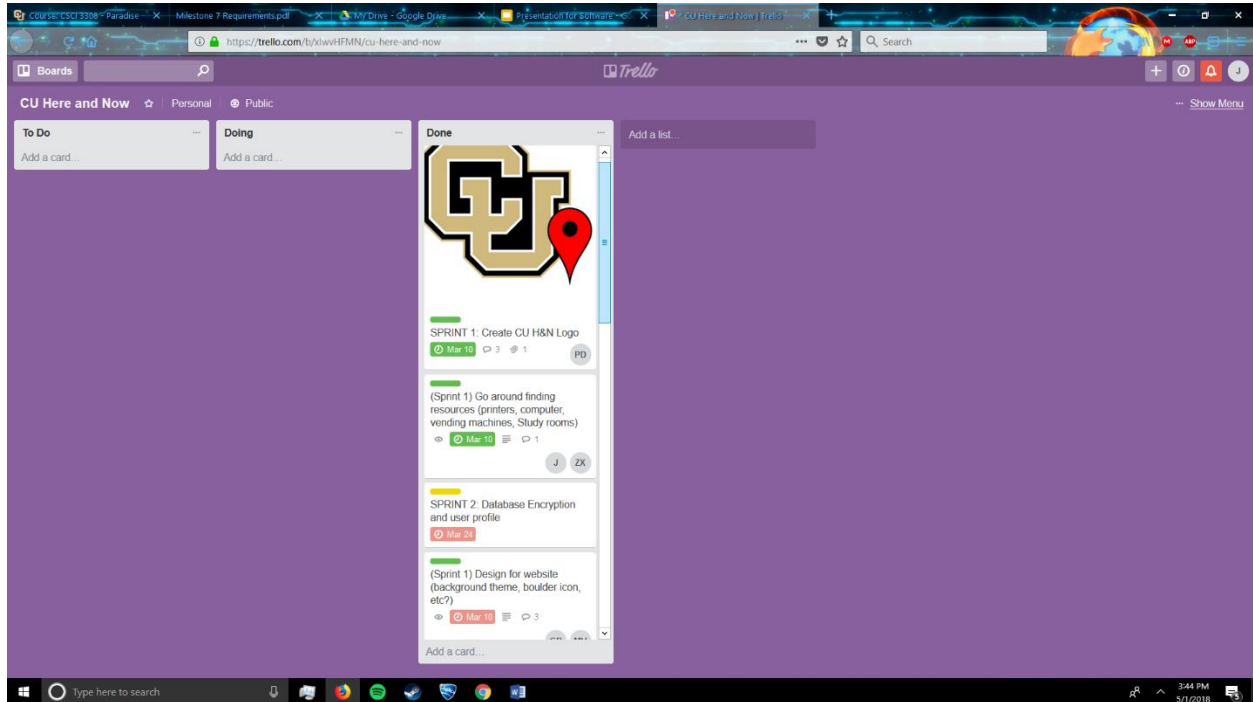 Course: CSCI 3308 - Paradise
Milestone 7 Requirements.pdf
My Drive - Google Drive
Presentation for Software - Go
CU Here and Now | Trello
https://trello.com/b/xIwvHFMN/cu-here-and-now
Search
Boards
Trello
J
CU Here and Now
Personal
Public
Show Menu
To Do
Add a card...
Doing
Add a card...
Done
CU
SPRINT 1: Create CU H&N Logo
Mar 10 3 1
PD
(Sprint 1) Go around finding
resources (printers, computer,
vending machines, Study rooms)
Mar 10 1
J ZX
SPRINT 2: Database Encryption
and user profile
Mar 24
(Sprint 1) Design for website
(background theme, boulder icon,
etc?)
Mar 10 3
Add a card...
Add a list...
Type here to search
3:44 PM
5/1/2018